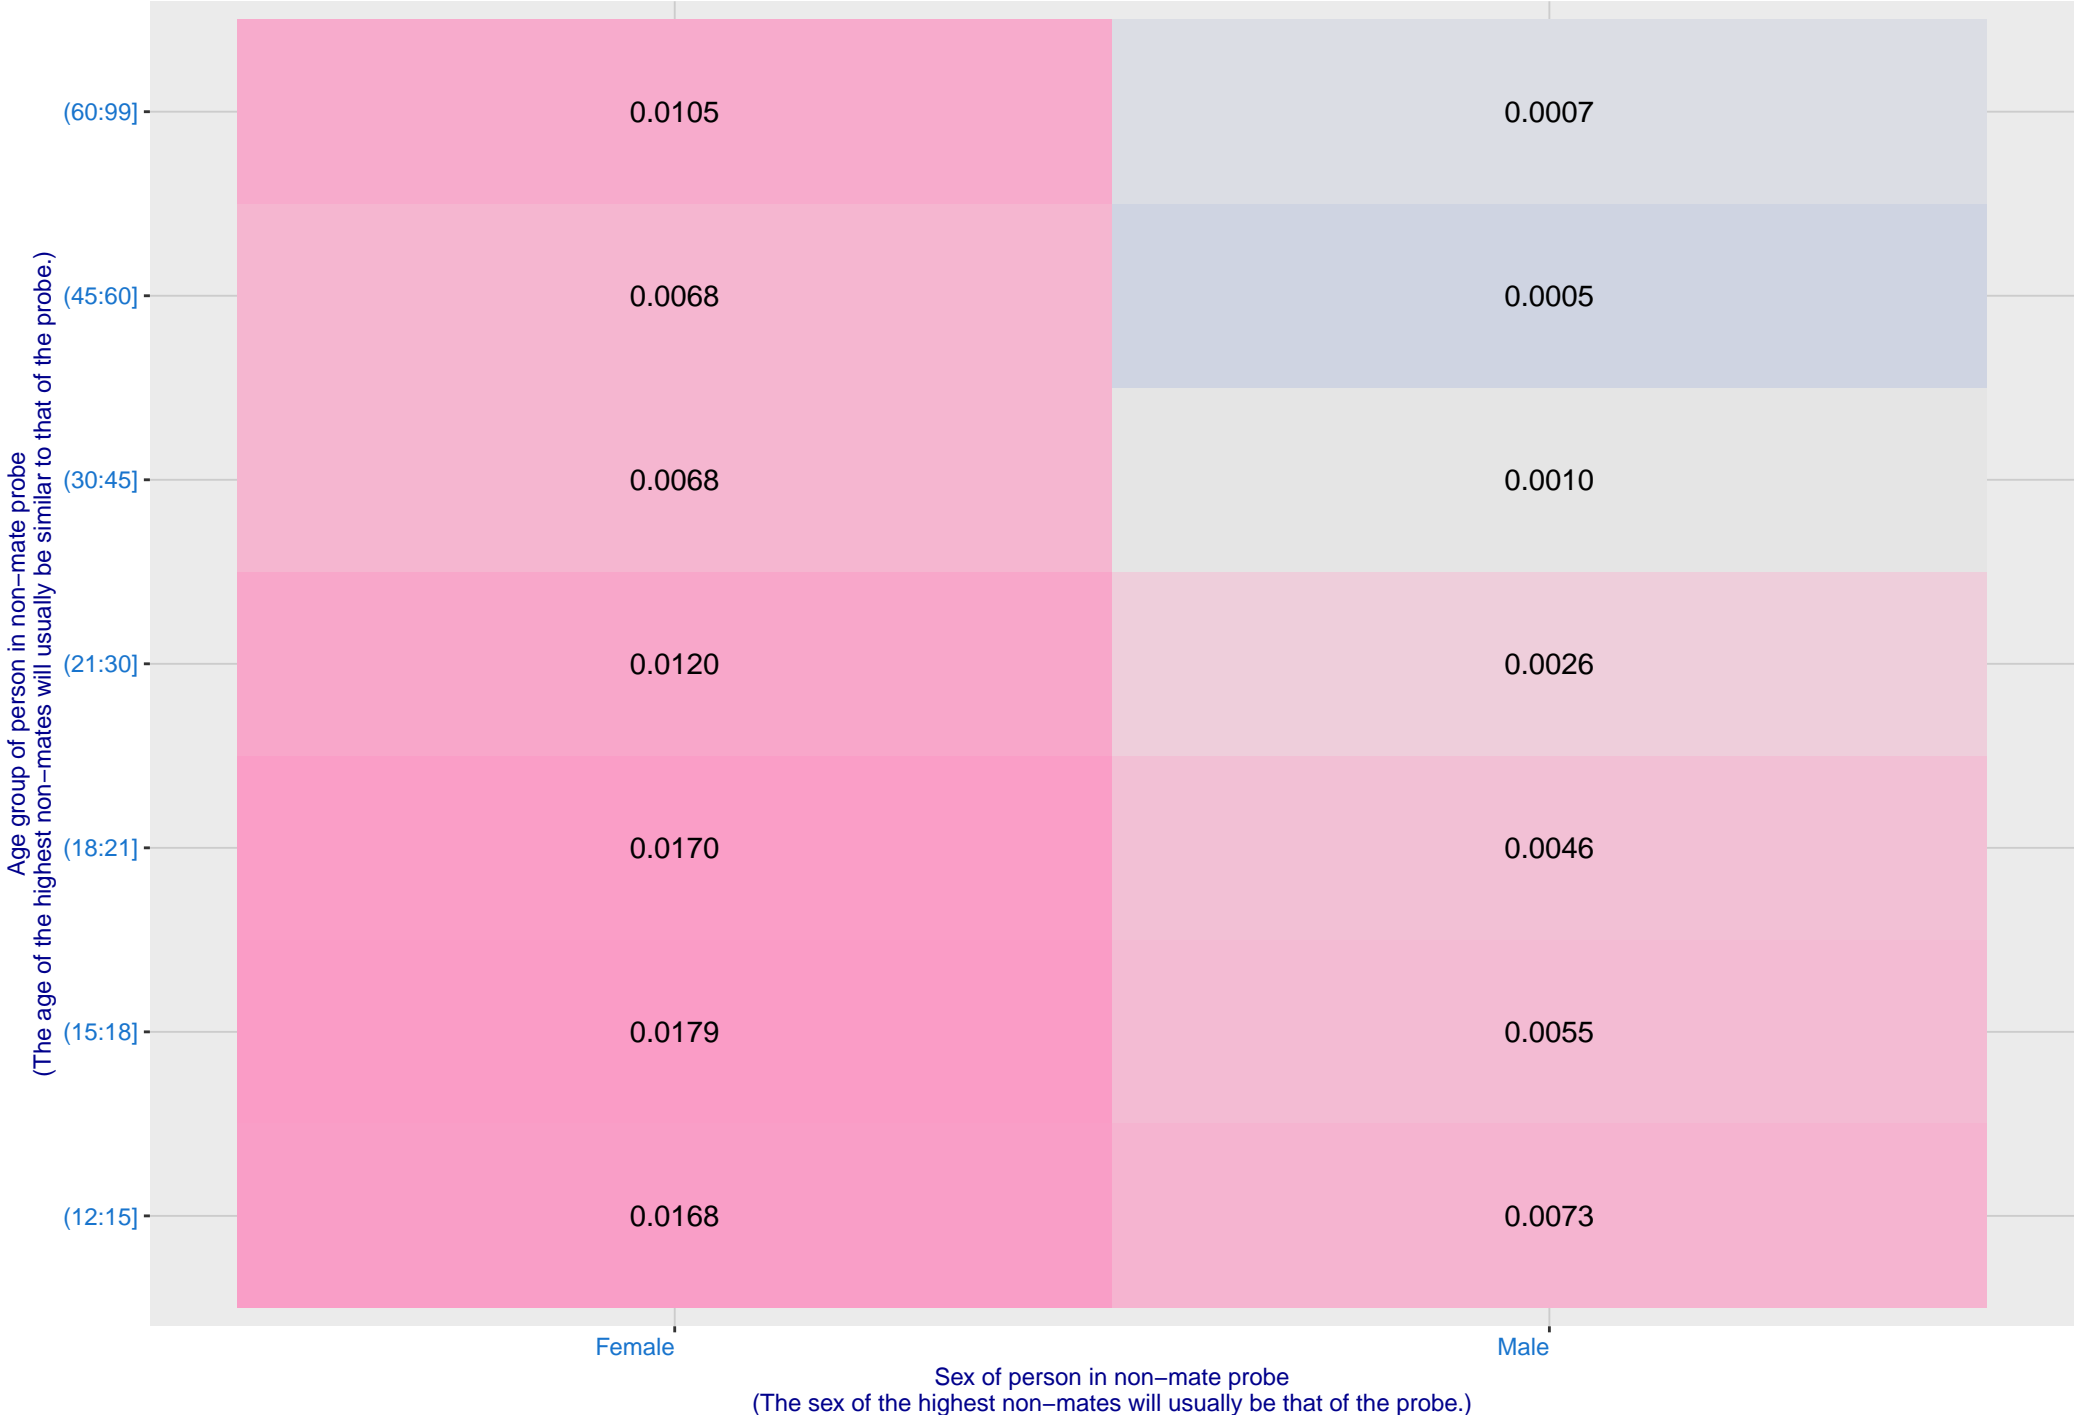 Age group of person in non−mate probe
(The age of the highest non−mates will usually be similar to that of the probe.)
(60:99] 0.0105 0.0007
(45:60] 0.0068 0.0005
(30:45] 0.0068 0.0010
(21:30] 0.0120 0.0026
(18:21] 0.0170 0.0046
(15:18] 0.0179 0.0055
(12:15] 0.0168 0.0073
Female Male
Sex of person in non−mate probe
(The sex of the highest non−mates will usually be that of the probe.)